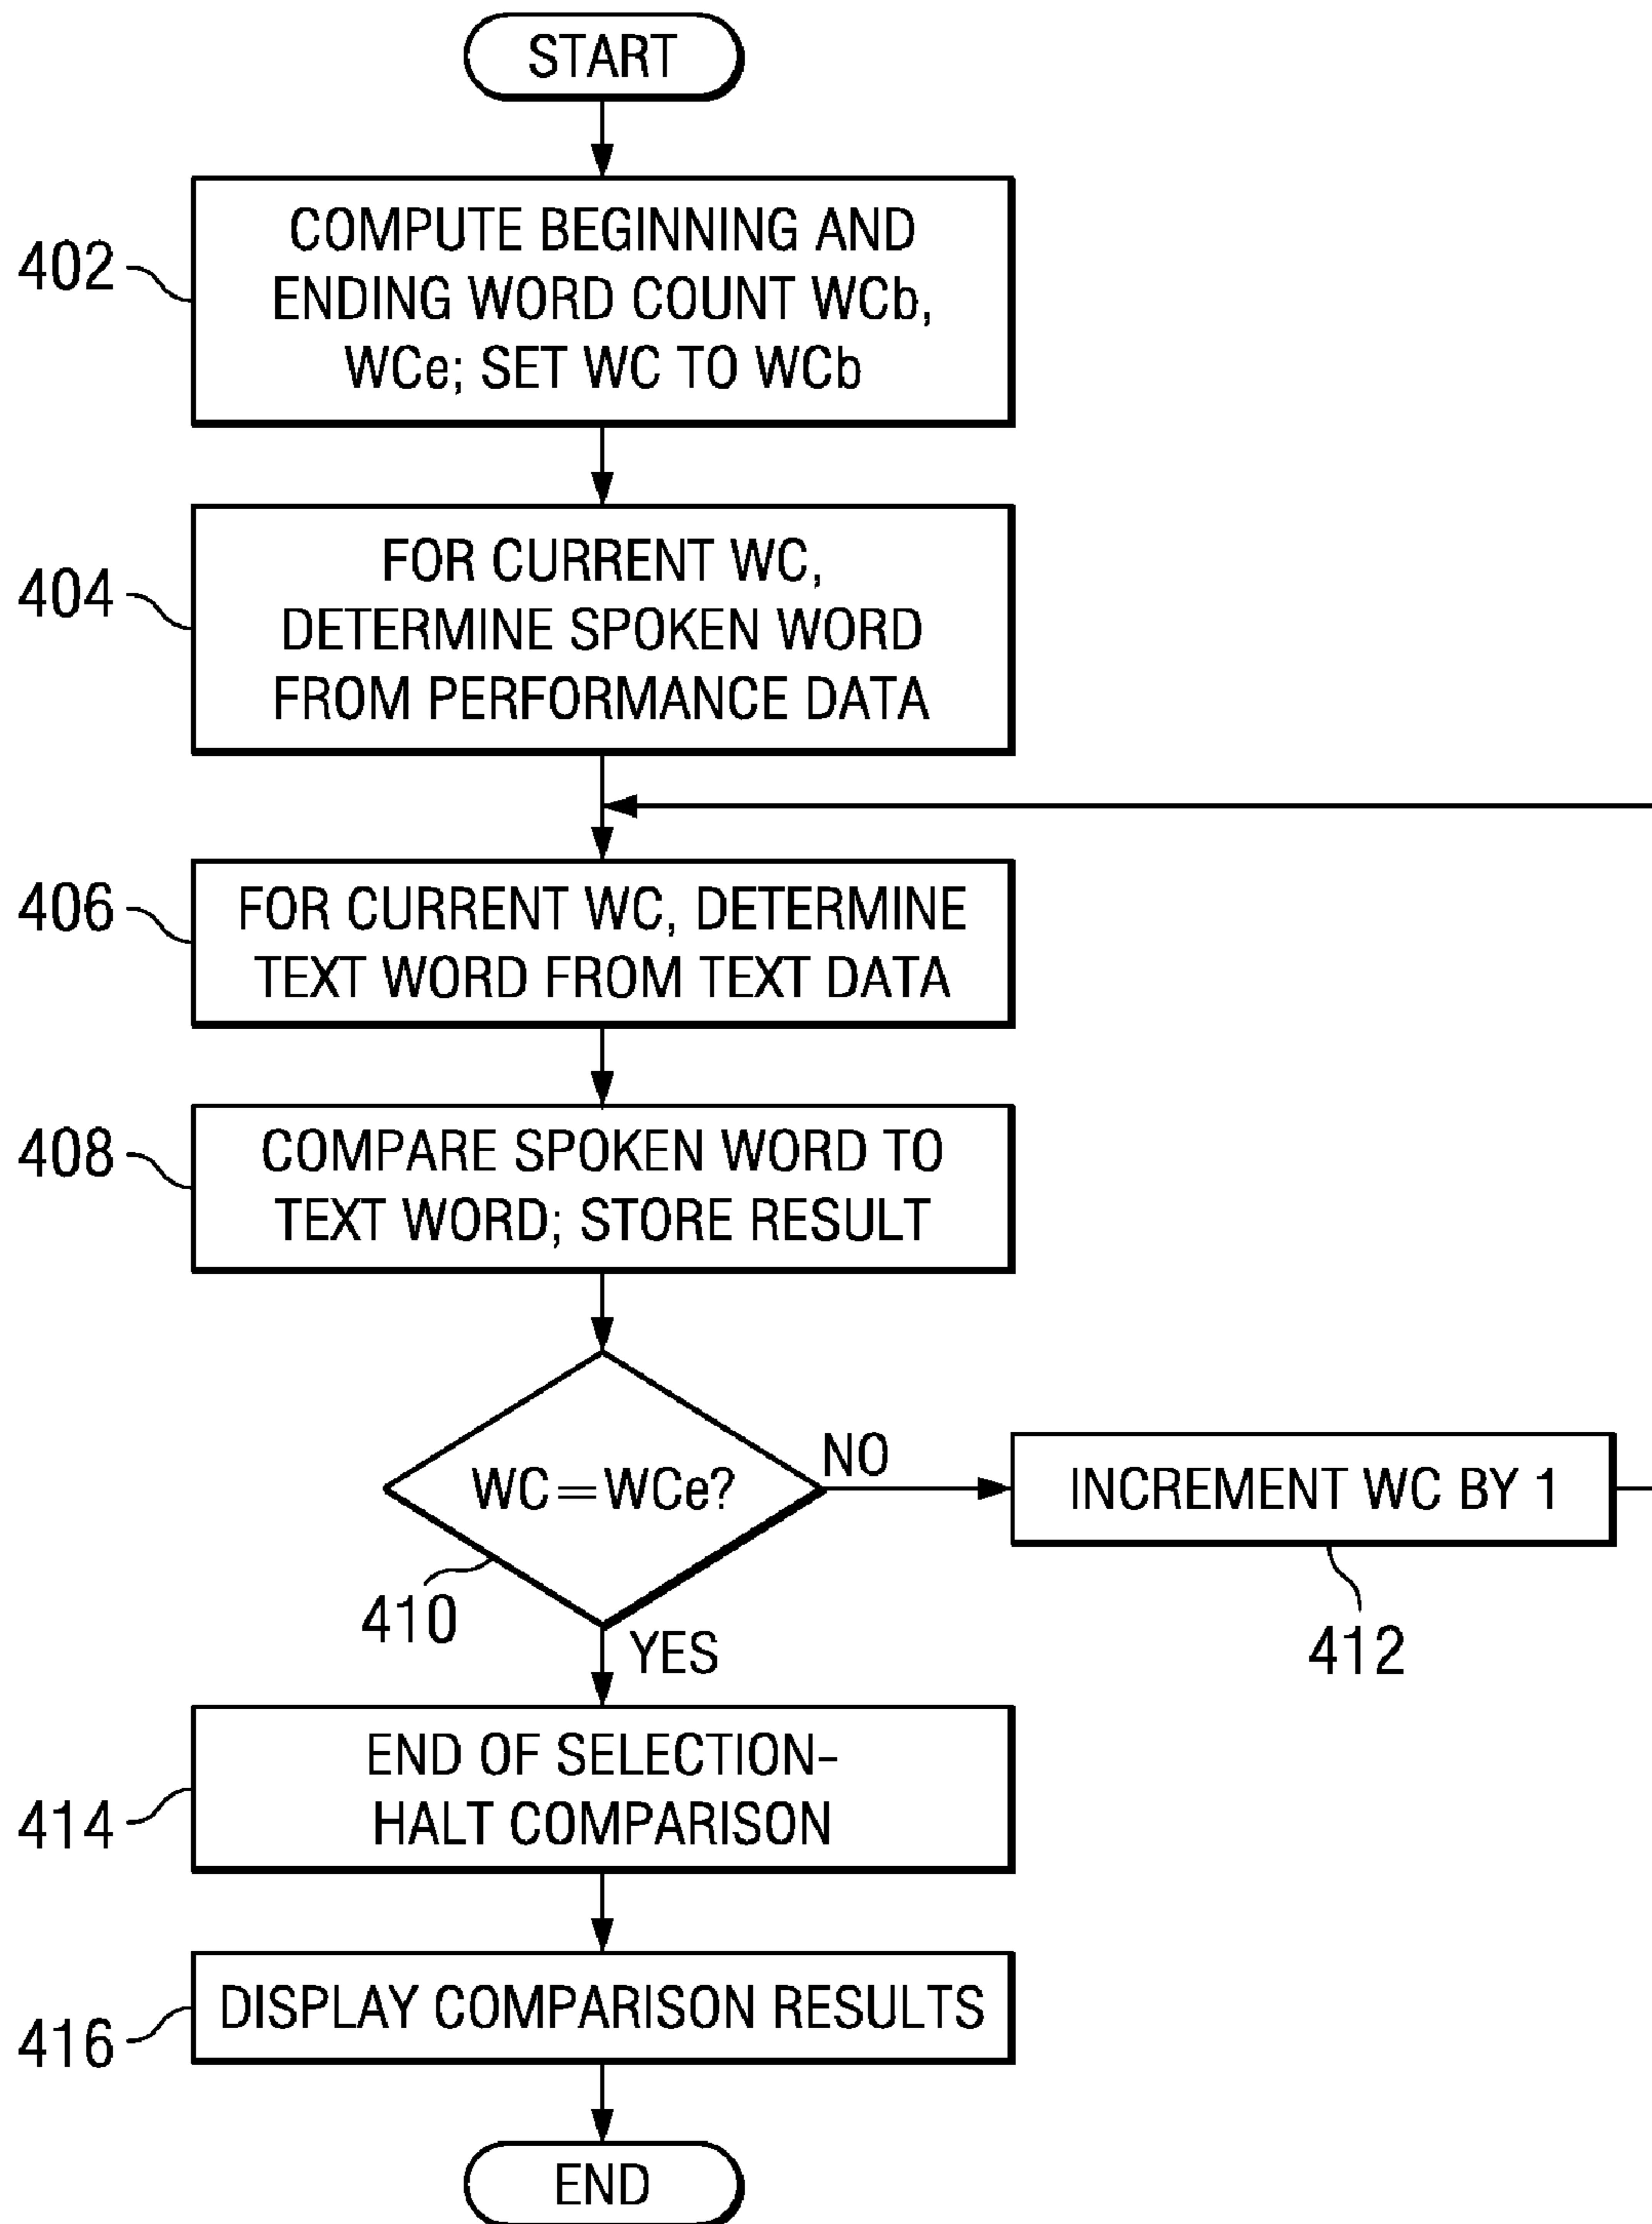 START
402
COMPUTE BEGINNING AND
ENDING WORD COUNT WCb,
WCe; SET WC TO WCb
404
FOR CURRENT WC,
DETERMINE SPOKEN WORD
FROM PERFORMANCE DATA
406
FOR CURRENT WC, DETERMINE
TEXT WORD FROM TEXT DATA
408
COMPARE SPOKEN WORD TO
TEXT WORD; STORE RESULT
WC=WCe?
NO
INCREMENT WC BY 1
410
412
YES
414
END OF SELECTION-
HALT COMPARISON
416
DISPLAY COMPARISON RESULTS
END